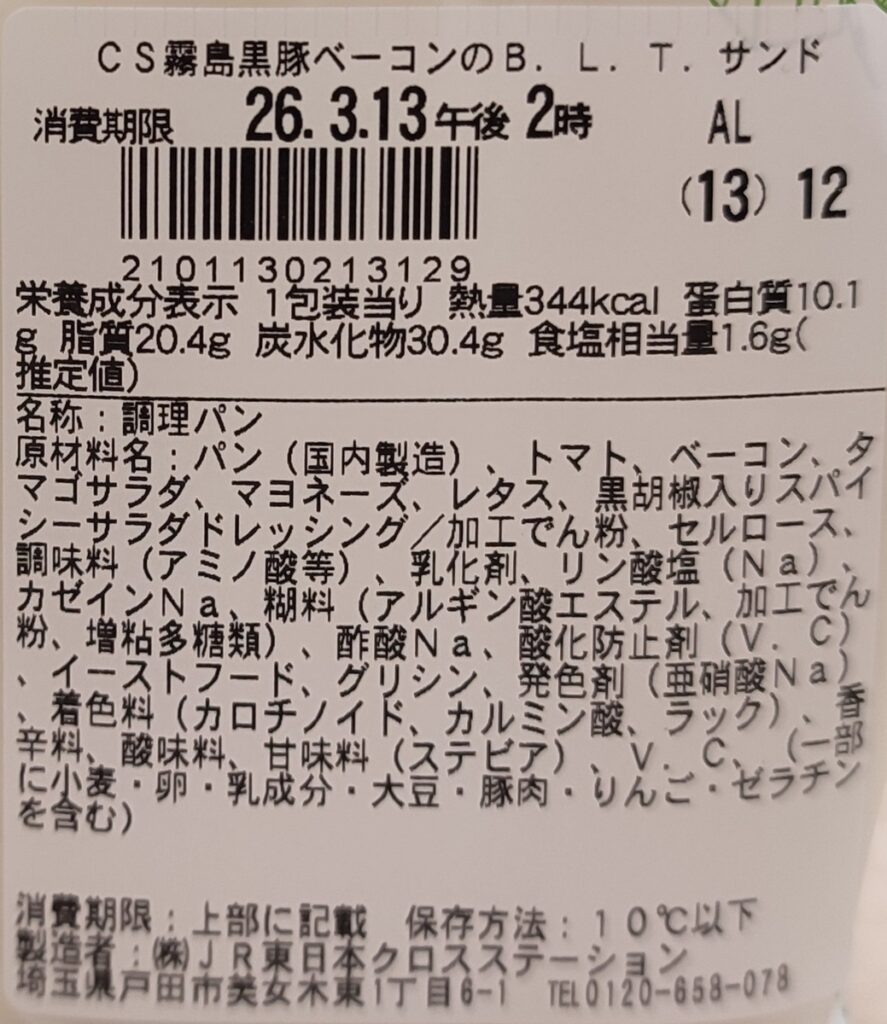 CS霧島黒豚ベーコンのB．L．T．サンド
消費期限 26.3.13午後2時 AL
(13) 12
2101130213129
栄養成分表示 1包装当り 熱量344kcal 蛋白質10.1
g 脂質20.4g 炭水化物30.4g 食塩相当量1.6g(
推定値)
名称：調理パン
原材料名：パン（国内製造）、トマト、ベーコン、タ
マゴサラダ、マヨネーズ、レタス、黒胡椒入りスパイ
シーサラダドレッシング／加工でん粉、セルロース、
調味料（アミノ酸等）、乳化剤、リン酸塩（Na）、
カゼインNa、糊料（アルギン酸エステル、加工でん
粉、増粘多糖類）、酢酸Na、酸化防止剤（V．C）
、イーストフード、グリシン、発色剤（亜硝酸Na）
、着色料（カロチノイド、カルミン酸、ラック）、香
辛料、酸味料、甘味料（ステビア）、V．C、（一部
に小麦・卵・乳成分・大豆・豚肉・りんご・ゼラチン
を含む）
消費期限：上部に記載 保存方法：10℃以下
製造者：㈱JR東日本クロスステーション
埼玉県戸田市美女木東1丁目6-1 TEL0120-658-078